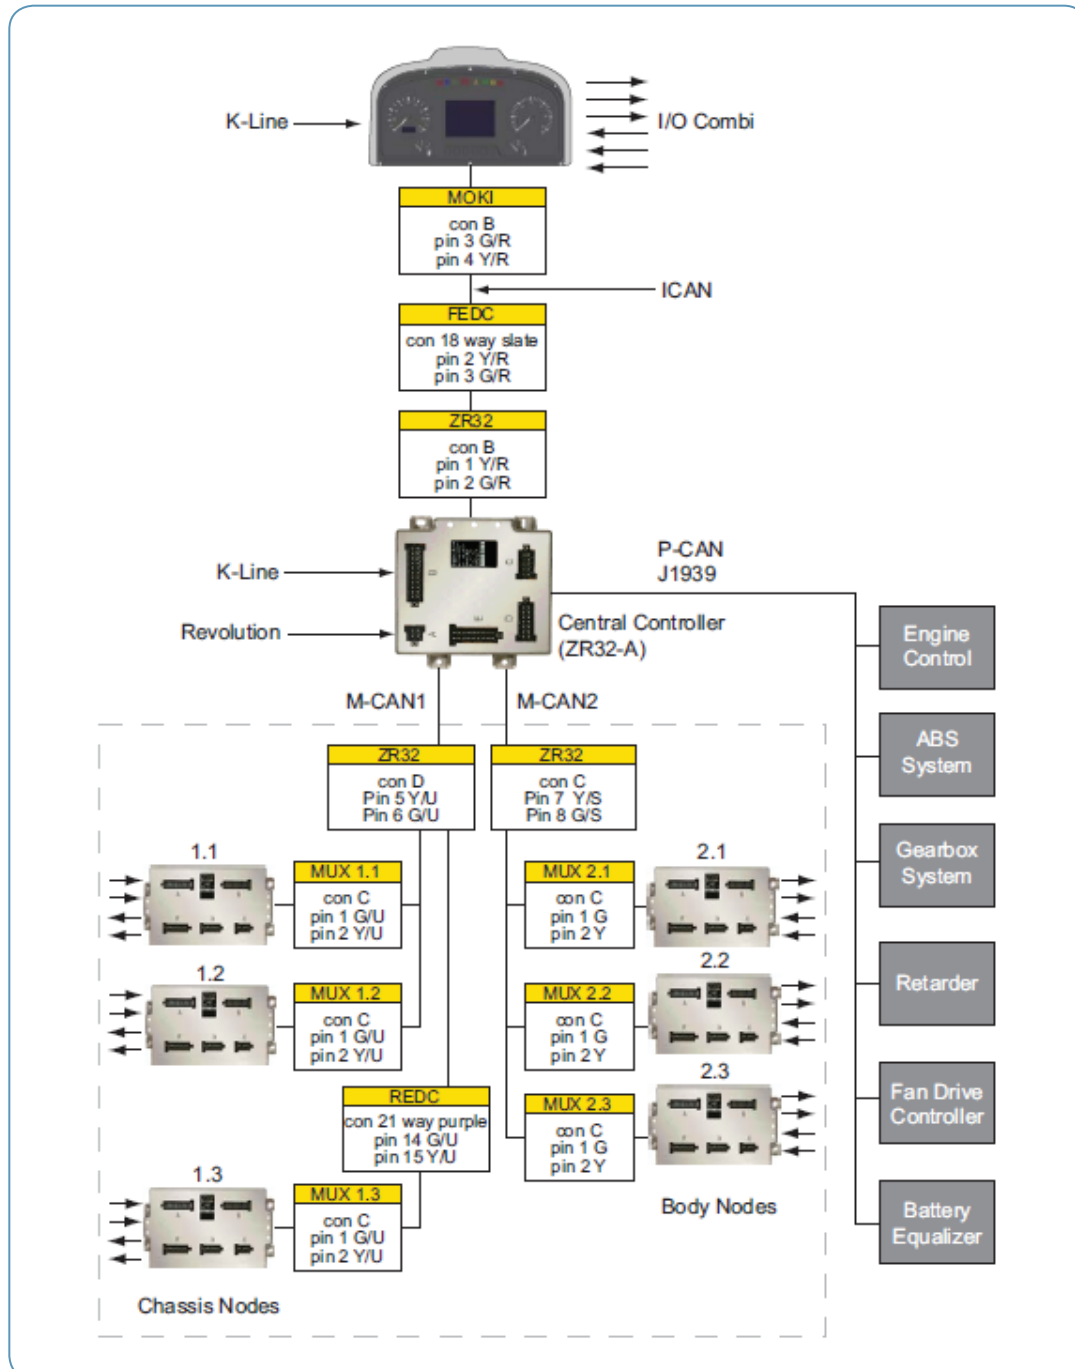 K-Line
I/O Combi
MOKI
con B
pin 3 G/R
pin 4 Y/R
ICAN
FEDC
con 18 way slate
pin 2 Y/R
pin 3 G/R
ZR32
con B
pin 1 Y/R
pin 2 G/R
P-CAN
J1939
K-Line
Revolution
Central Controller
(ZR32-A)
Engine
Control
M-CAN1
M-CAN2
ABS
System
ZR32
con D
Pin 5 Y/U
Pin 6 G/U
ZR32
con C
Pin 7 Y/S
Pin 8 G/S
Gearbox
System
1.1
MUX 1.1
con C
pin 1 G/U
pin 2 Y/U
MUX 2.1
con C
pin 1 G
pin 2 Y
2.1
1.2
MUX 1.2
con C
pin 1 G/U
pin 2 Y/U
MUX 2.2
con C
pin 1 G
pin 2 Y
2.2
Retarder
REDC
con 21 way purple
pin 14 G/U
pin 15 Y/U
MUX 2.3
con C
pin 1 G
pin 2 Y
2.3
Fan Drive
Controller
1.3
MUX 1.3
con C
pin 1 G/U
pin 2 Y/U
Body Nodes
Battery
Equalizer
Chassis Nodes